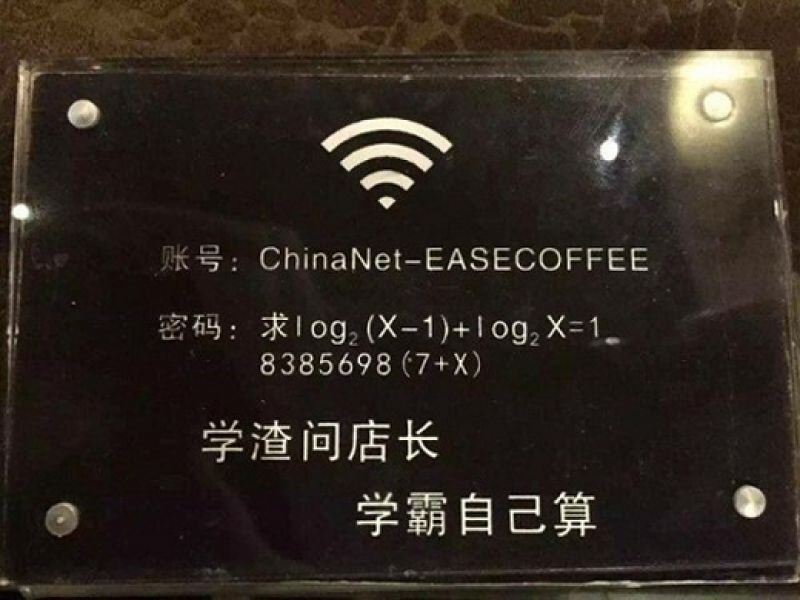 账号：ChinaNet-EASECOFFEE
密码：求log₂(X-1)+log₂X=1
8385698(7+X)
学渣问店长
学霸自己算